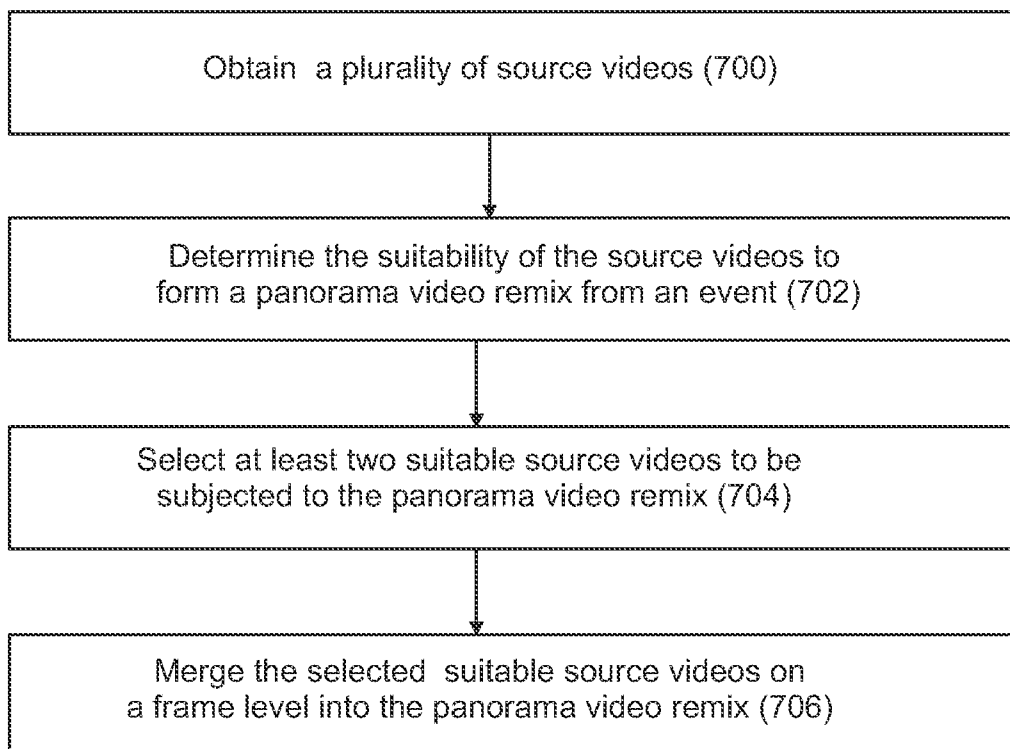 Obtain a plurality of source videos (700)
Determine the suitability of the source videos to
form a panorama video remix from an event (702)
Select at least two suitable source videos to be
subjected to the panorama video remix (704)
Merge the selected suitable source videos on
a frame level into the panorama video remix (706)